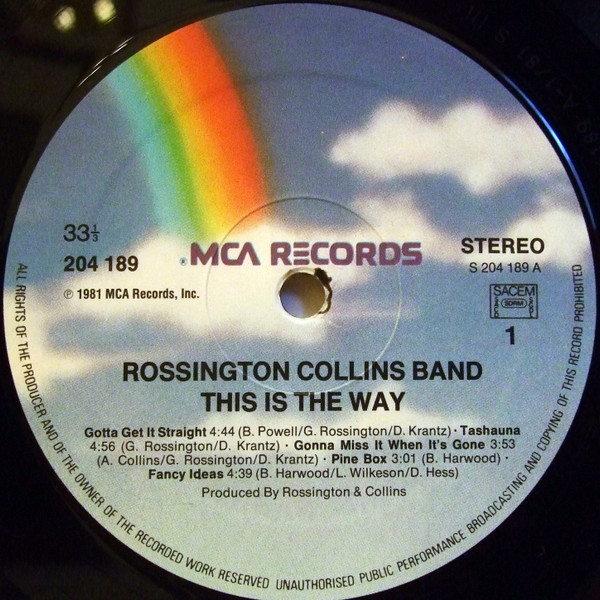 33⅓
204 189
℗ 1981 MCA Records, Inc.
®MCA RECORDS
STEREO
S 204 189 A
SACEM
SDRM
1
ROSSINGTON COLLINS BAND
THIS IS THE WAY
Gotta Get It Straight 4:44 (B. Powell/G. Rossington/D. Krantz) · Tashauna
4:56 (G. Rossington/D. Krantz) · Gonna Miss It When It's Gone 3:53
(A. Collins/G. Rossington/D. Krantz) · Pine Box 3:01 (B. Harwood) ·
Fancy Ideas 4:39 (B. Harwood/L. Wilkeson/D. Hess)
Produced By Rossington & Collins
ALL RIGHTS OF THE PRODUCER AND OF THE OWNER OF THE RECORDED WORK RESERVED UNAUTHORISED PUBLIC PERFORMANCE BROADCASTING AND COPYING OF THIS RECORD PROHIBITED